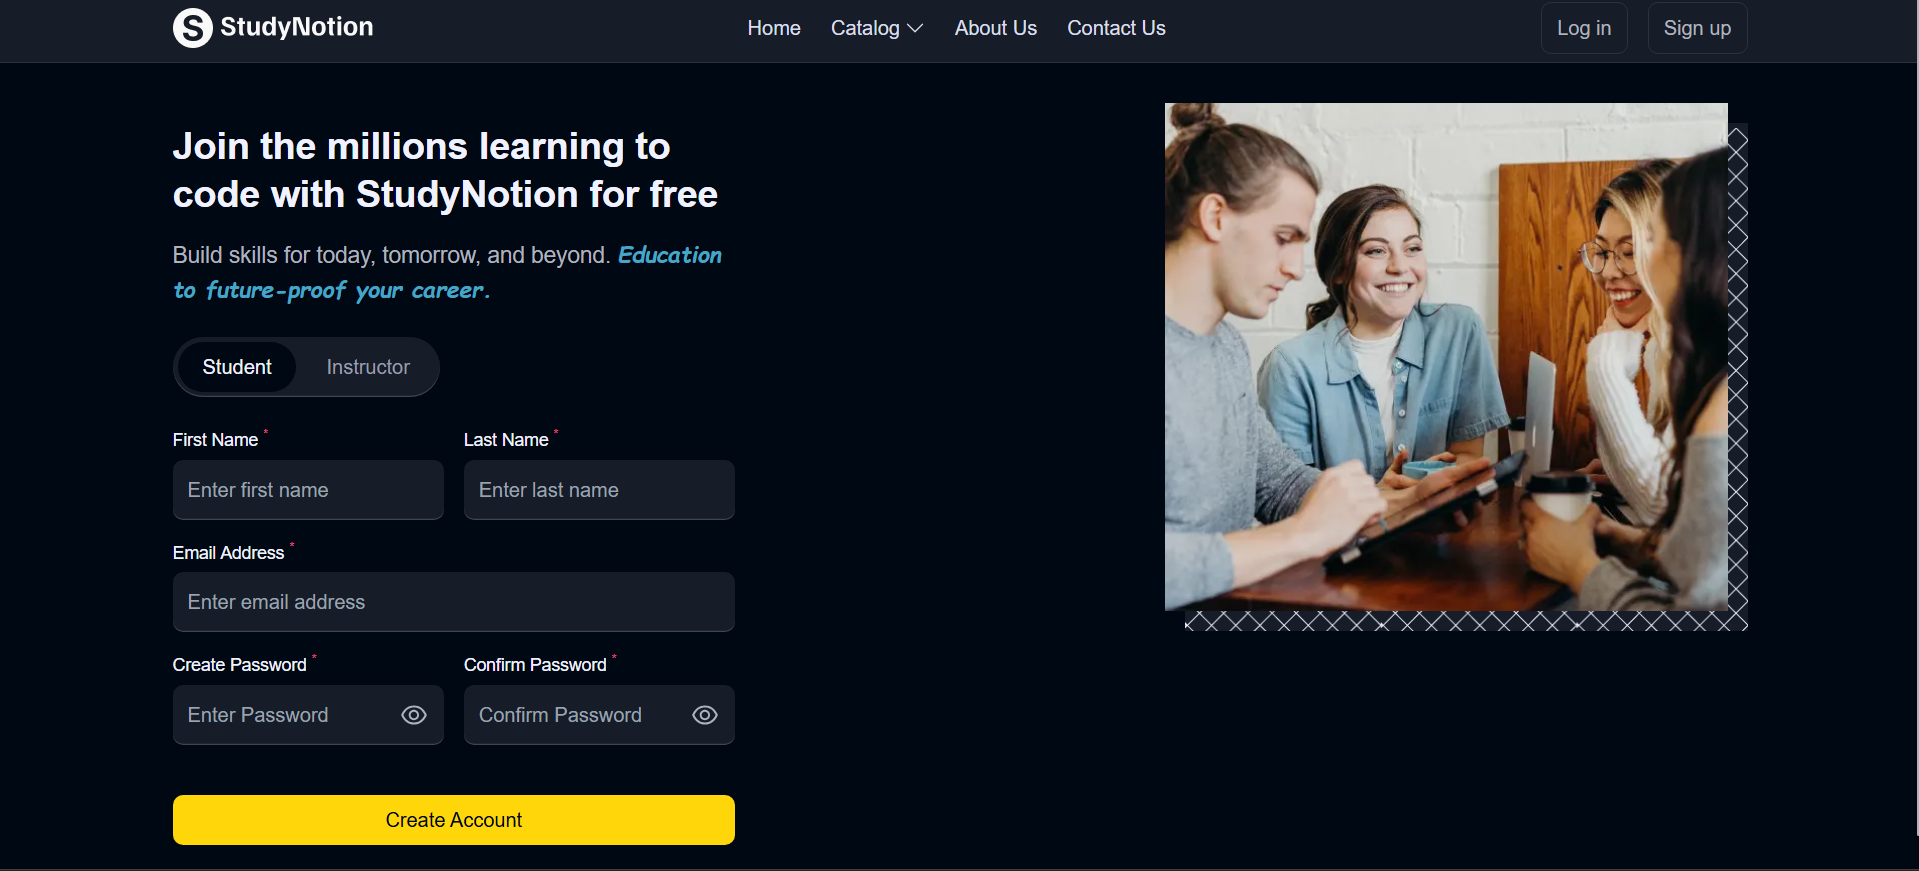 S StudyNotion
Home Catalog About Us Contact Us
Log in Sign up
Join the millions learning to
code with StudyNotion for free
Build skills for today, tomorrow, and beyond. Education
to future-proof your career.
Student Instructor
First Name * Last Name *
Enter first name Enter last name
Email Address *
Enter email address
Create Password * Confirm Password *
Enter Password Confirm Password
Create Account